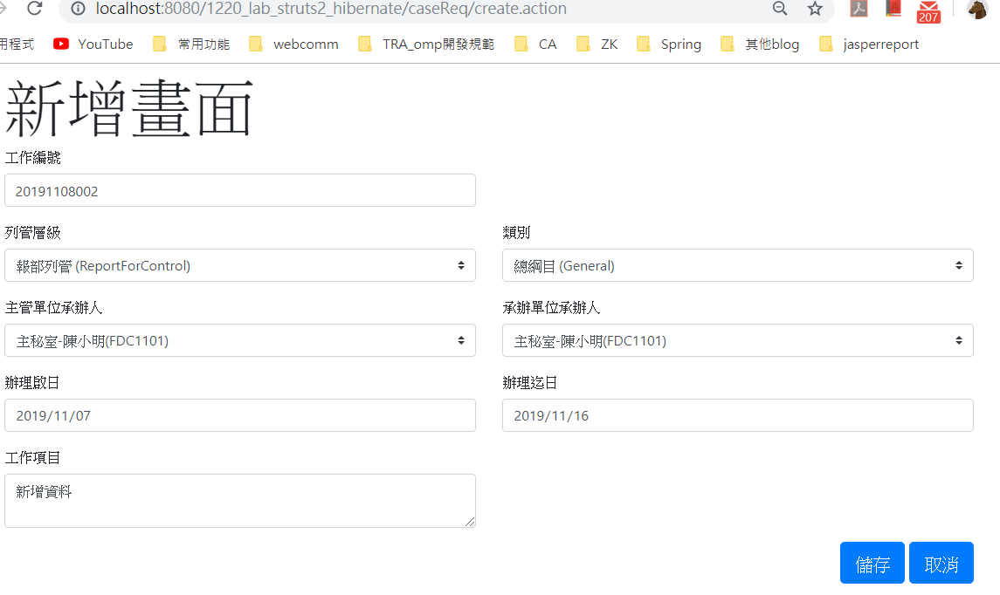 localhost:8080/1220_lab_struts2_hibernate/caseReq/create.action
207
用程式 YouTube 常用功能 webcomm TRA_omp開發規範 CA ZK Spring 其他blog jasperreport
新增畫面
工作編號
20191108002
列管層級 類別
報部列管 (ReportForControl) 總綱目 (General)
主管單位承辦人 承辦單位承辦人
主秘室-陳小明(FDC1101) 主秘室-陳小明(FDC1101)
辦理啟日 辦理迄日
2019/11/07 2019/11/16
工作項目
新增資料
儲存 取消